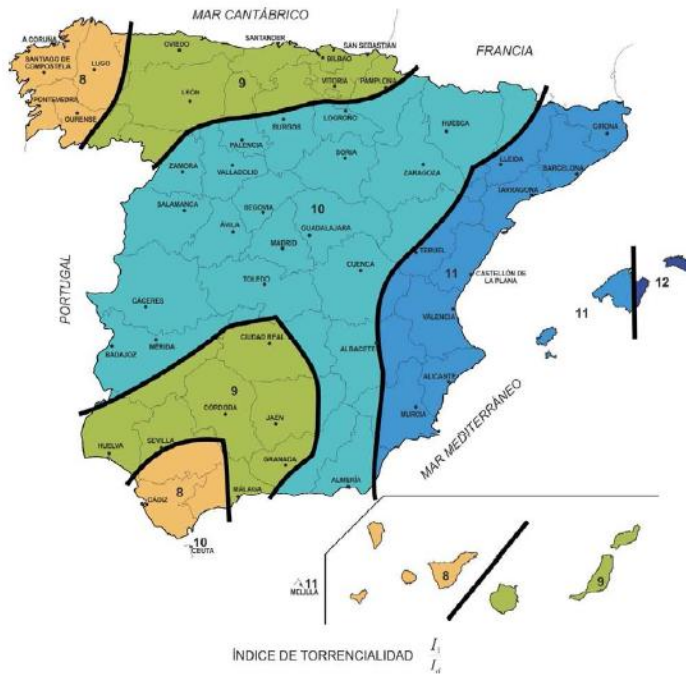 MAR CANTÁBRICO
A CORUÑA
SANTIAGO DE COMPOSTELA
LUGO
8
PONTEVEDRA
OURENSE
OVIEDO
SANTANDER
BILBAO
SAN SEBASTIÁN
FRANCIA
9
VITORIA
PAMPLONA
LEÓN
LOGROÑO
BURGOS
HUESCA
GIRONA
PALENCIA
LLEIDA
BARCELONA
ZAMORA
VALLADOLID
SORIA
ZARAGOZA
TARRAGONA
SALAMANCA
SEGOVIA
10
ÁVILA
GUADALAJARA
MADRID
TERUEL
PORTUGAL
TOLEDO
CUENCA
11
CASTELLÓN
DE LA PLANA
12
11
CÁCERES
VALENCIA
BADAJOZ
MÉRIDA
CIUDAD REAL
ALBACETE
9
ALICANTE
CÓRDOBA
JAÉN
MURCIA
MAR MEDITERRÁNEO
HUELVA
SEVILLA
GRANADA
8
CÁDIZ
MÁLAGA
ALMERÍA
10
CEUTA
11
MELILLA
8
9
ÍNDICE DE TORRENCIALIDAD I₁/I_d